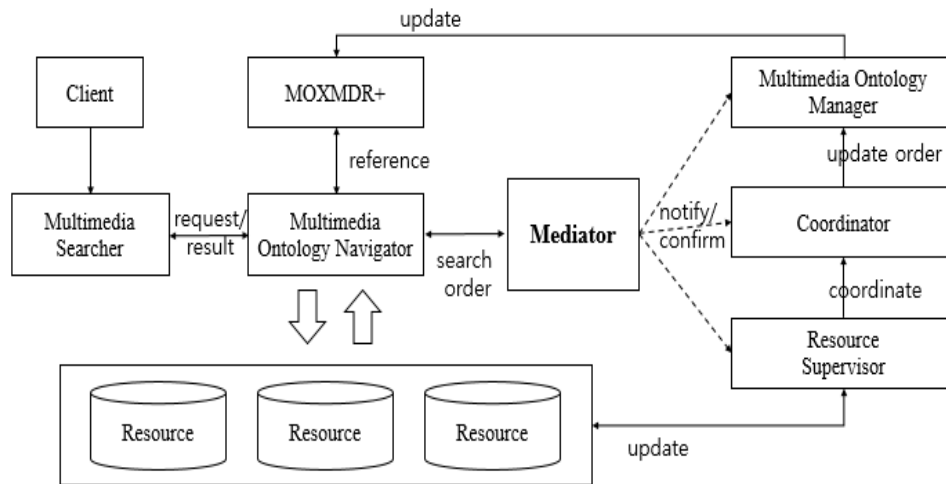 update
Client
MOXMDR+
Multimedia Ontology
Manager
reference
update order
Multimedia
Searcher
request/
result
Multimedia
Ontology Navigator
search
order
Mediator
notify/
confirm
Coordinator
coordinate
Resource
Supervisor
Resource
Resource
Resource
update